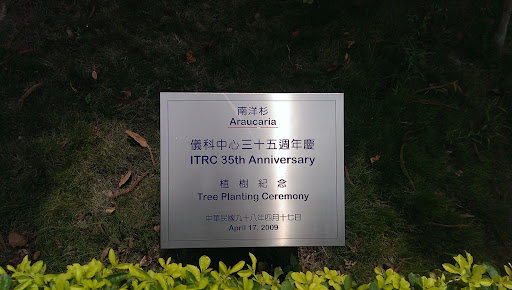 南洋杉
Araucaria
儀科中心三十五週年慶
ITRC 35th Anniversary
植樹紀念
Tree Planting Ceremony
中華民國九十八年四月十七日
April 17, 2009